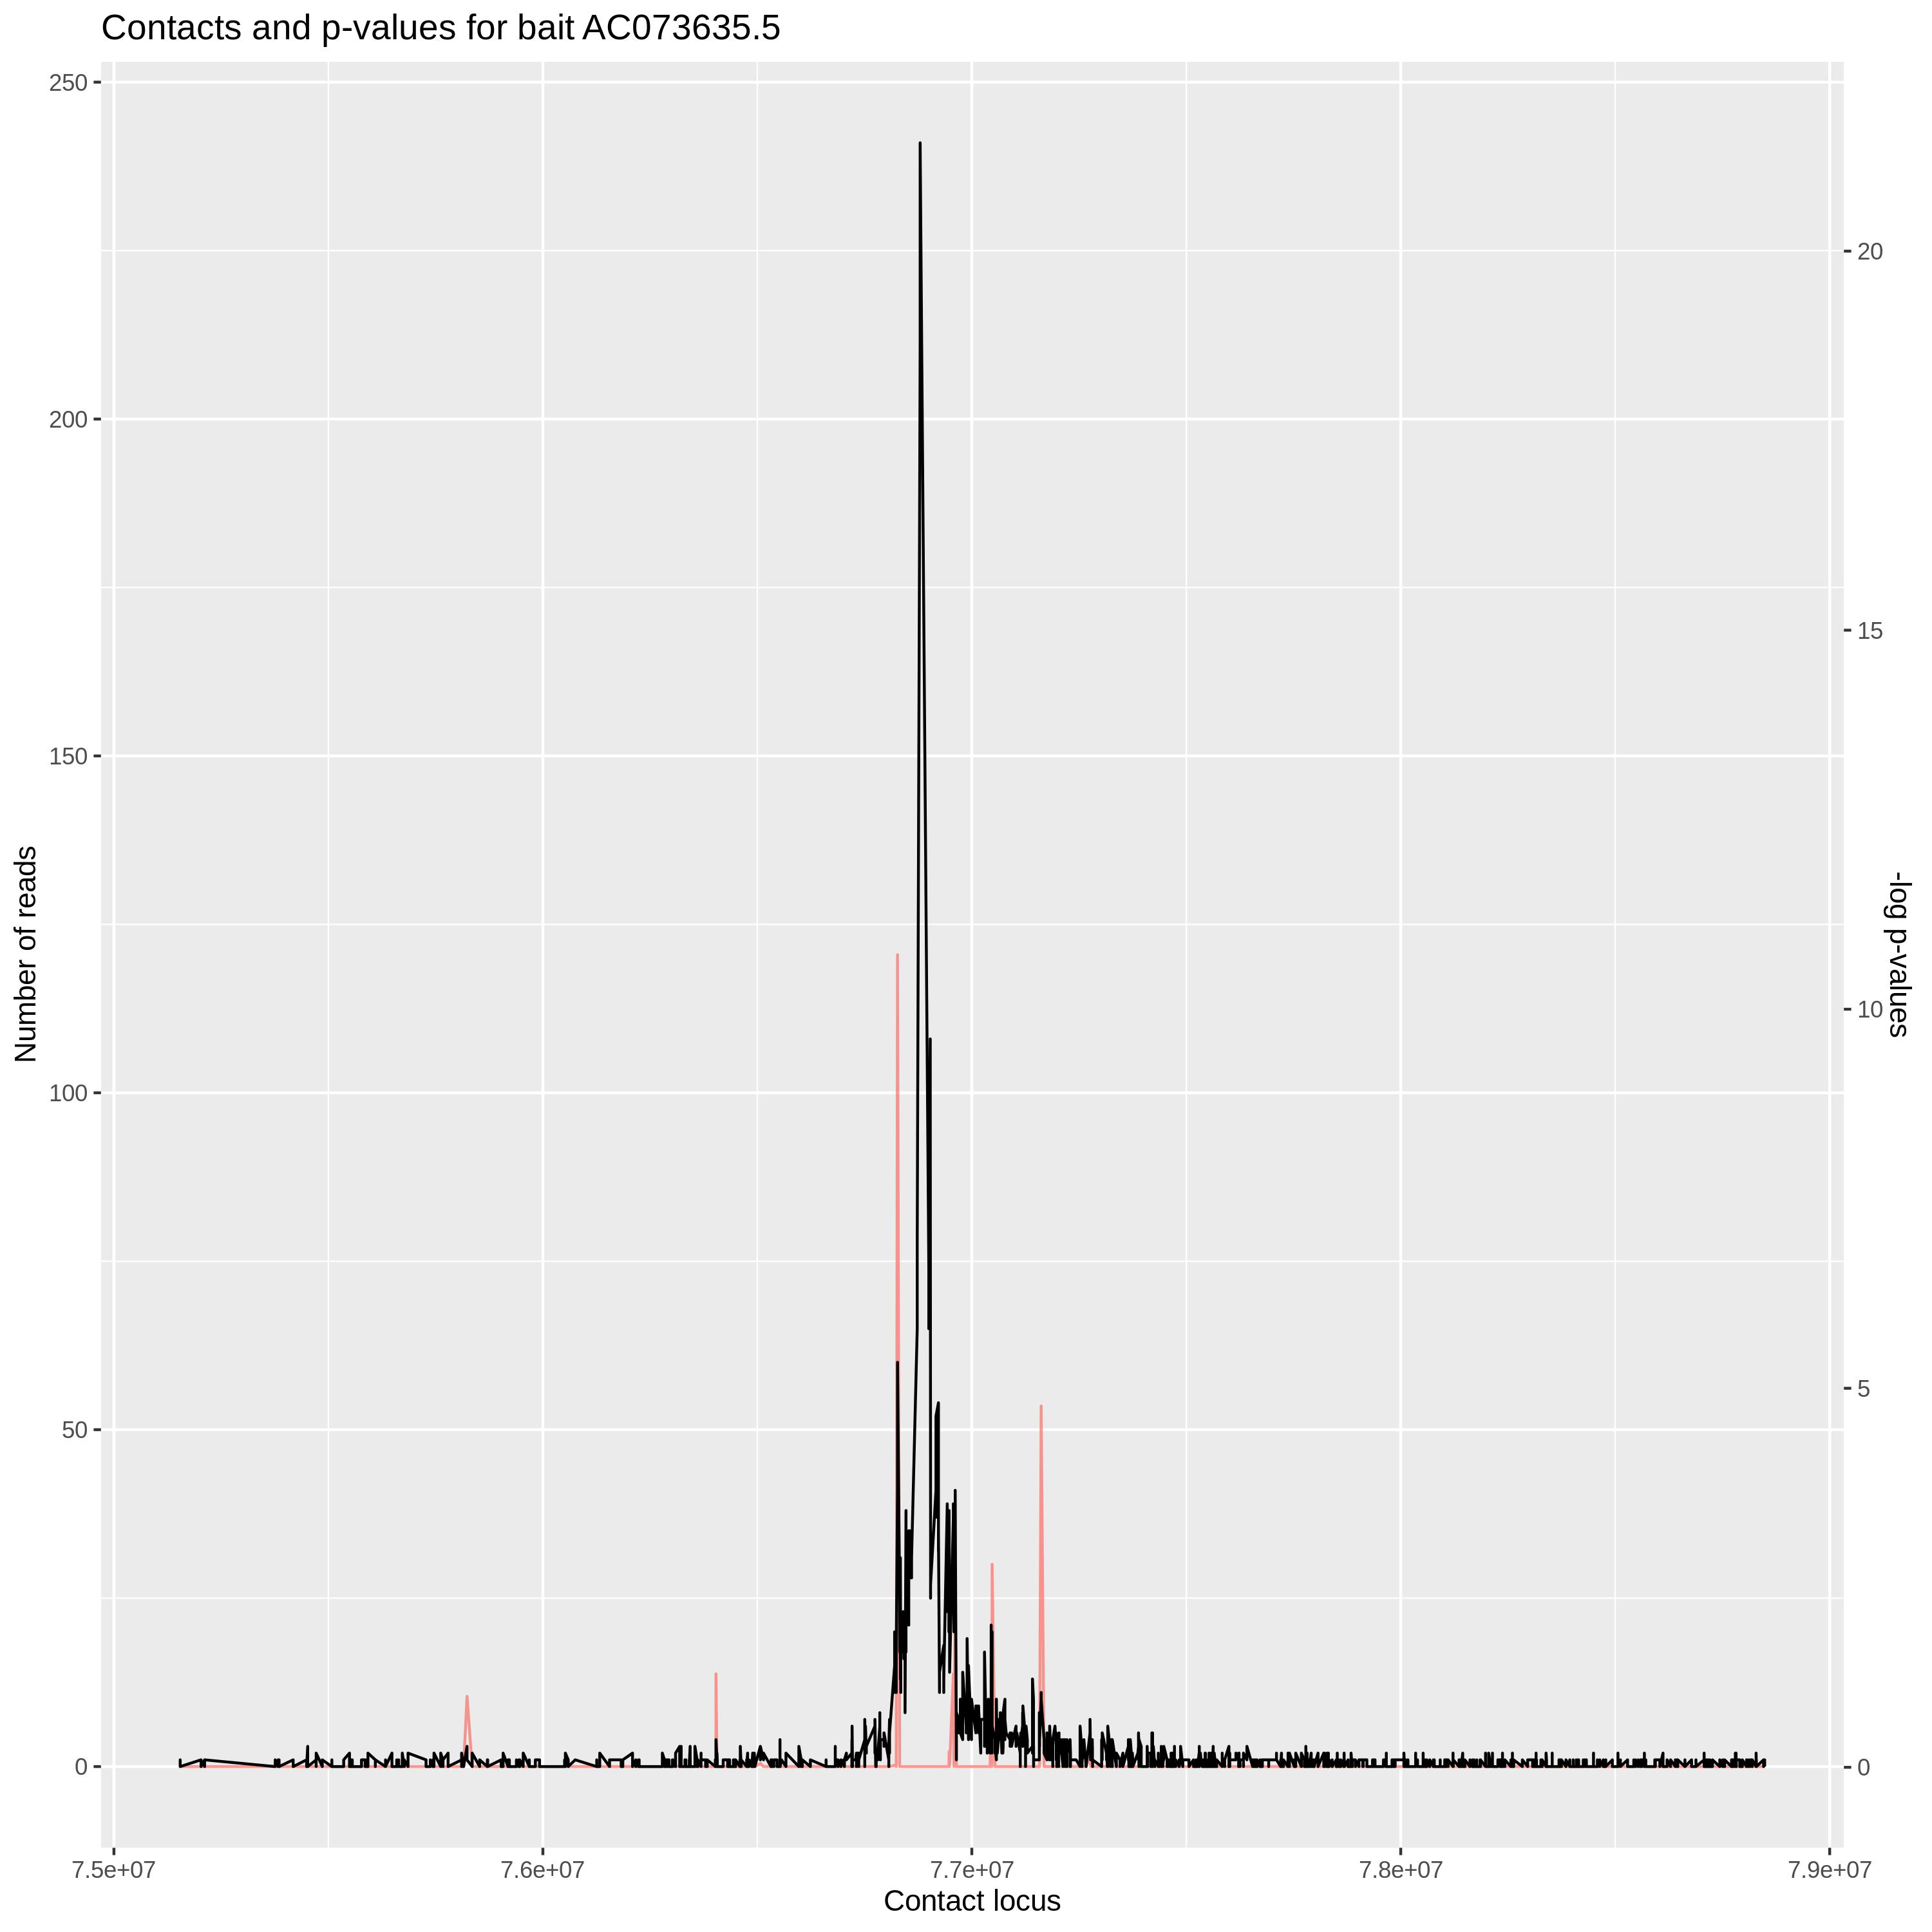 Contacts and p-values for bait AC073635.5
250
200
150
100
50
0
Number of reads
20
15
10
5
0
-log p-values
7.5e+07
7.6e+07
7.7e+07
7.8e+07
7.9e+07
Contact locus